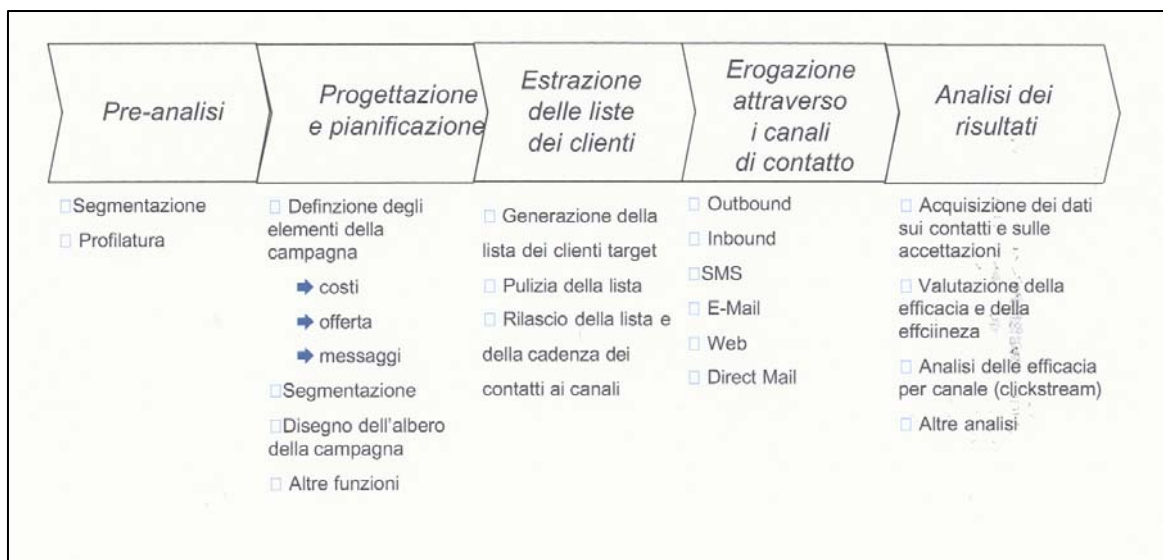 Pre-analisi
Progettazione
e pianificazione
Estrazione
delle liste
dei clienti
Erogazione
attraverso
i canali
di contatto
Analisi dei
risultati
Segmentazione
Profilatura
Definzione degli
elementi della
campagna
costi
offerta
messaggi
Segmentazione
Disegno dell'albero
della campagna
Altre funzioni
Generazione della
lista dei clienti target
Pulizia della lista
Rilascio della lista e
della cadenza dei
contatti ai canali
Outbound
Inbound
SMS
E-Mail
Web
Direct Mail
Acquisizione dei dati
sui contatti e sulle
accettazioni
Valutazione della
efficacia e della
effciineza
Analisi delle efficacia
per canale (clickstream)
Altre analisi